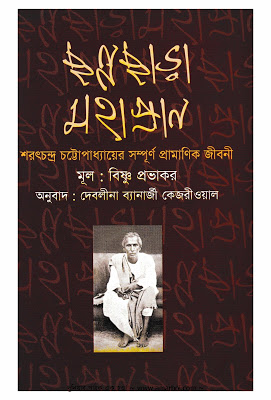 ছন্নছাড়া
মহাপ্রাণ
শরৎচন্দ্র চট্টোপাধ্যায়ের সম্পূর্ণ প্রামাণিক জীবনী
মূল : বিষ্ণু প্রভাকর
অনুবাদ : দেবলীনা ব্যানার্জী কেজরীওয়াল